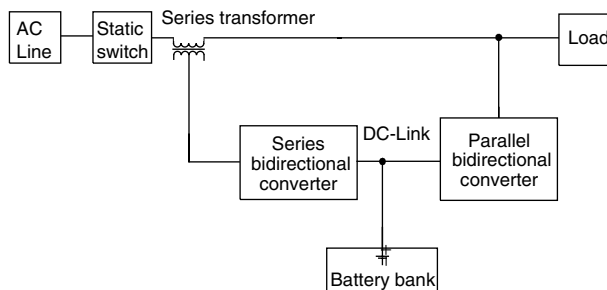 Series transformer
AC
Line
Static
switch
Load
DC-Link
Series
bidirectional
converter
Parallel
bidirectional
converter
Battery bank